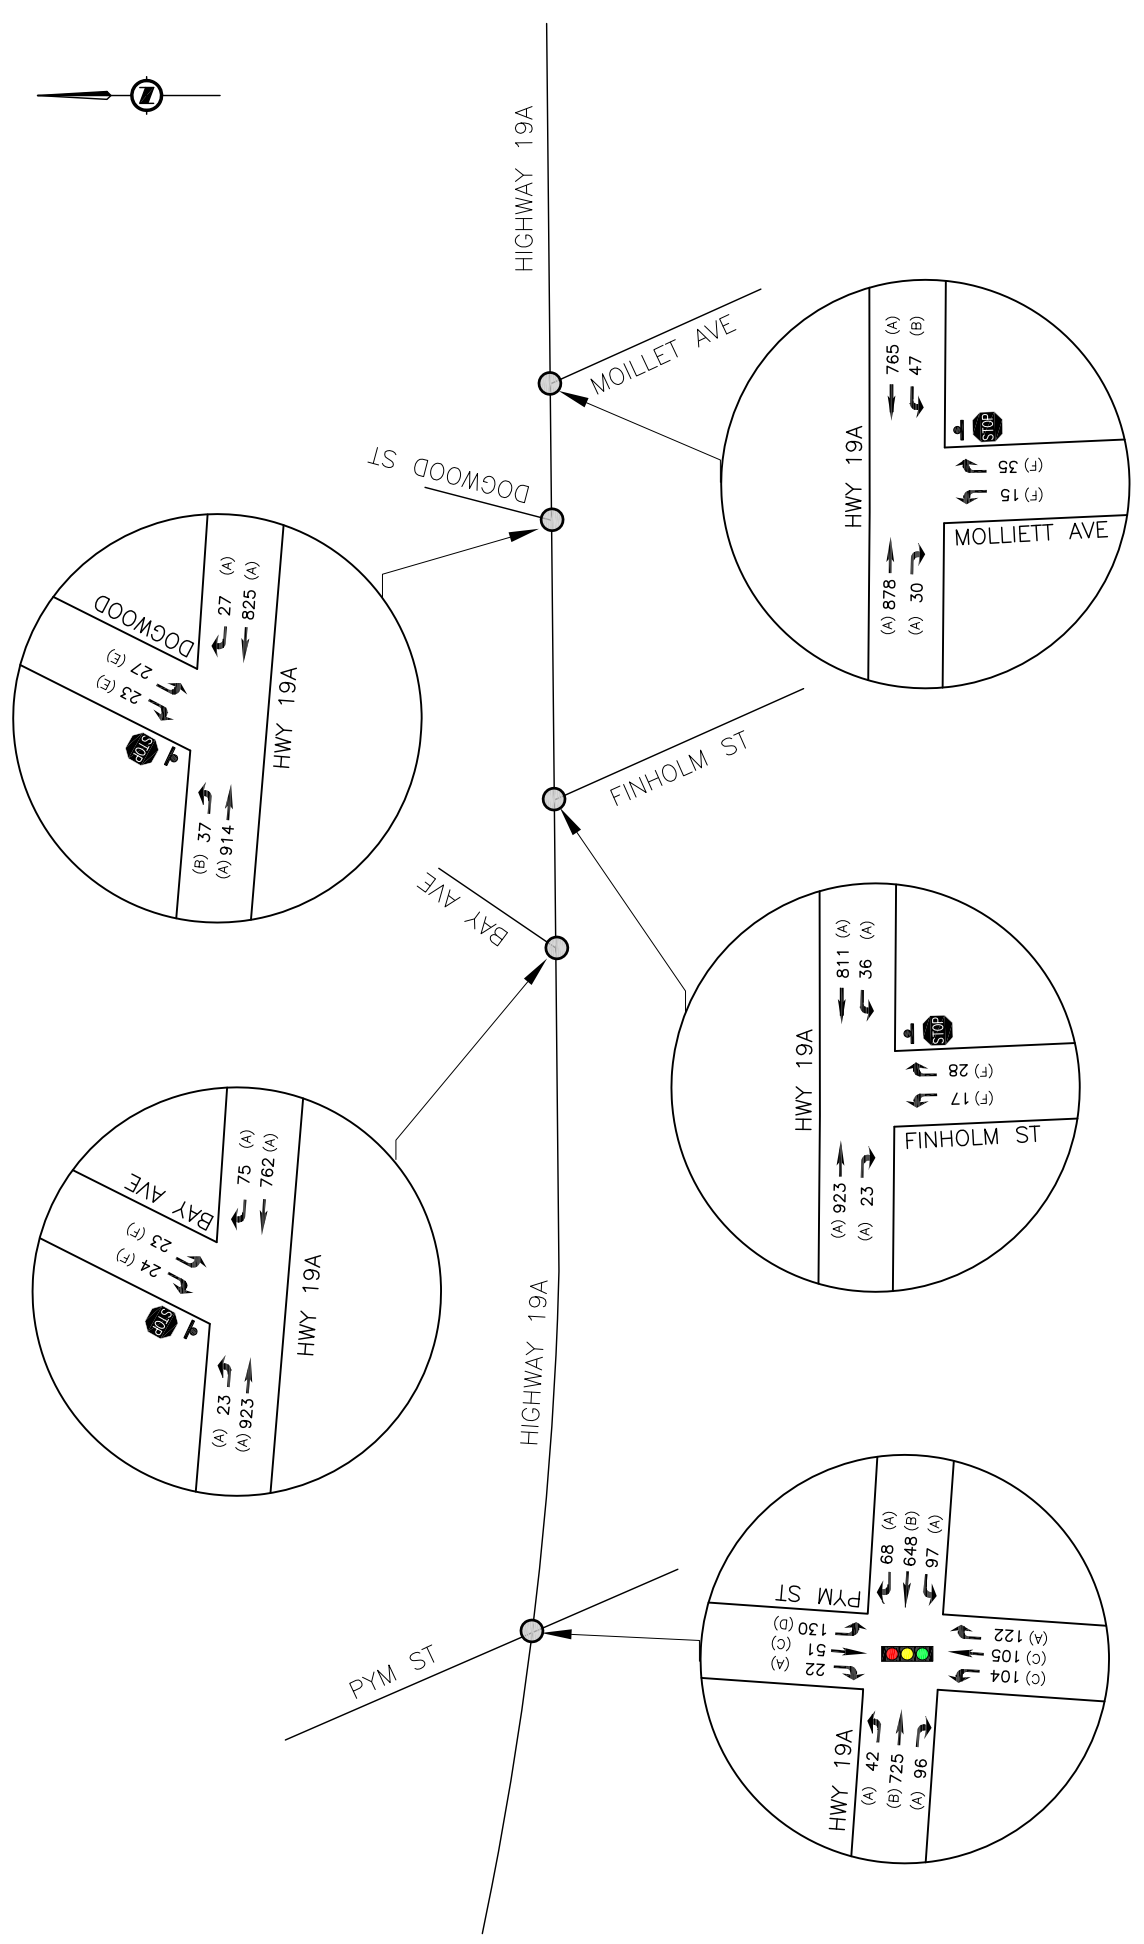 N
HIGHWAY 19A
MOILLET AVE
DOGWOOD ST
FINHOLM ST
BAY AVE
HIGHWAY 19A
PYM ST
HWY 19A
765 (A)
47 (B)
STOP
35 (F)
15 (F)
MOLLIETT AVE
(A) 878
(A) 30
DOGWOOD
27 (A)
825 (A)
27 (E)
23 (E)
STOP
HWY 19A
(B) 37
(A) 914
HWY 19A
811 (A)
36 (A)
STOP
28 (F)
17 (F)
FINHOLM ST
(A) 923
(A) 23
BAY AVE
75 (A)
762 (A)
23 (F)
24 (F)
STOP
HWY 19A
(A) 23
(A) 923
PYM ST
68 (A)
648 (B)
97 (A)
130 (D)
51 (C)
22 (A)
122 (A)
105 (C)
104 (C)
HWY 19A
(A) 42
(B) 725
(A) 96